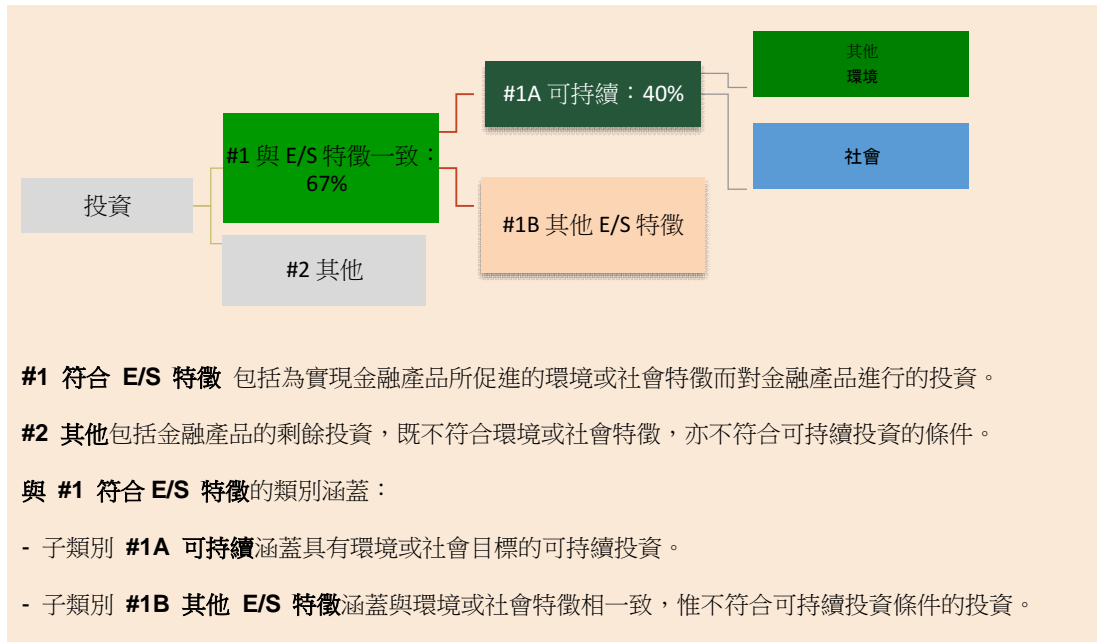 其他
環境
#1A 可持續：40%
#1 與 E/S 特徵一致：
67%
社會
投資
#1B 其他 E/S 特徵
#2 其他
#1 符合 E/S 特徵 包括為實現金融產品所促進的環境或社會特徵而對金融產品進行的投資。
#2 其他包括金融產品的剩餘投資，既不符合環境或社會特徵，亦不符合可持續投資的條件。
與 #1 符合 E/S 特徵的類別涵蓋：
- 子類別 #1A 可持續涵蓋具有環境或社會目標的可持續投資。
- 子類別 #1B 其他 E/S 特徵涵蓋與環境或社會特徵相一致，惟不符合可持續投資條件的投資。